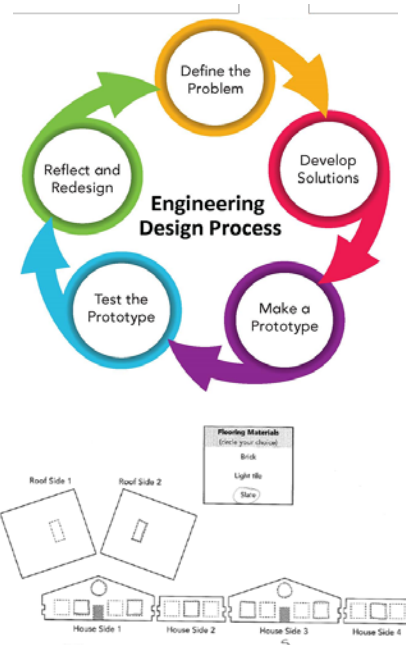 Define the
Problem
Develop
Solutions
Reflect and
Redesign
Engineering
Design Process
Test the
Prototype
Make a
Prototype
Flooring Materials
(circle your choice)
Brick
Light tile
Slate
Roof Side 1
Roof Side 2
House Side 1
House Side 2
House Side 3
House Side 4